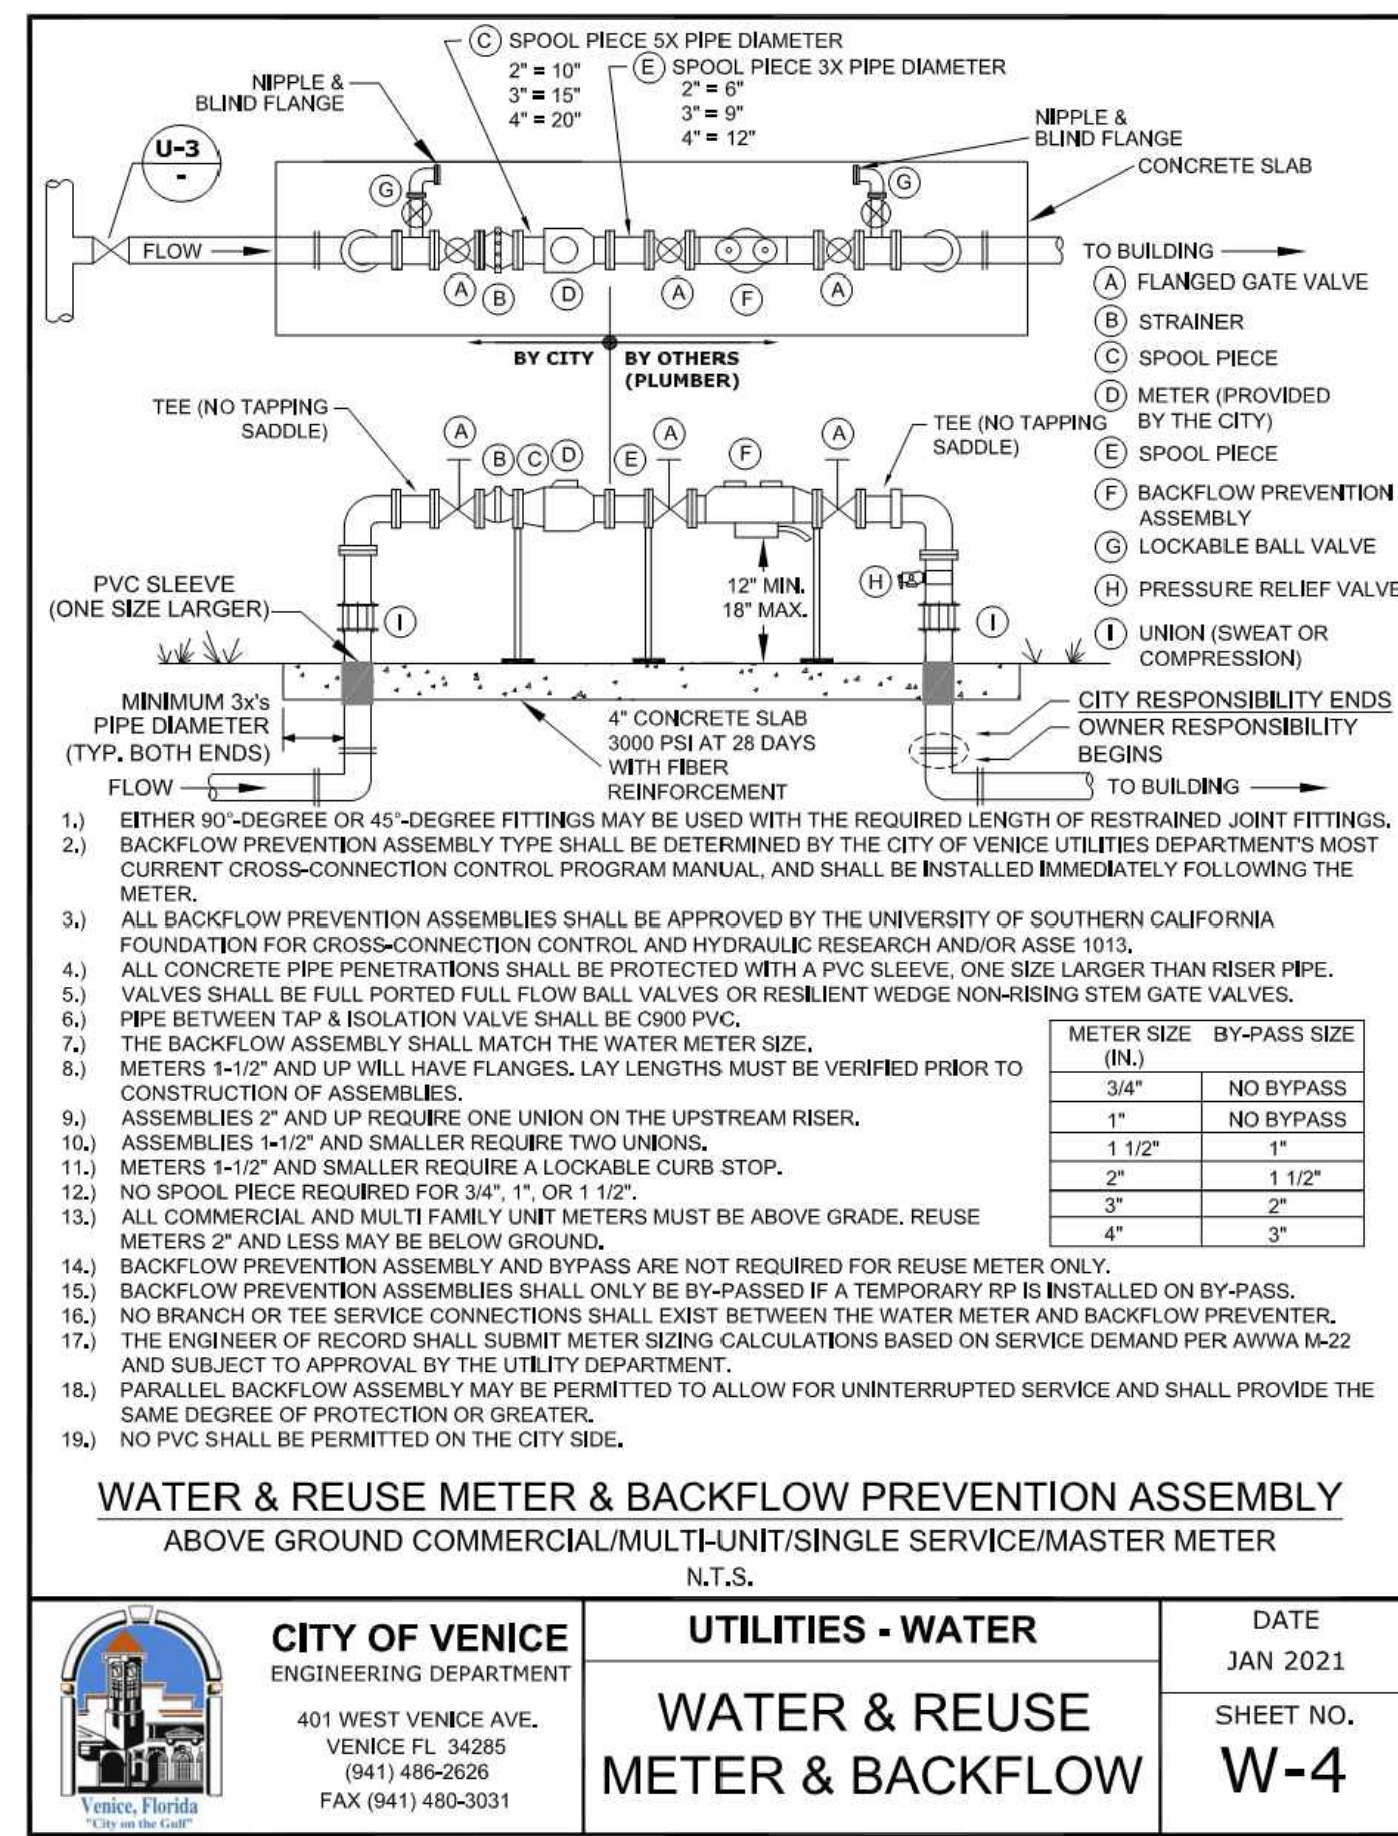 C SPOOL PIECE 5X PIPE DIAMETER
2" = 10"
3" = 15"
4" = 20"
E SPOOL PIECE 3X PIPE DIAMETER
2" = 6"
3" = 9"
4" = 12"
NIPPLE &
BLIND FLANGE
NIPPLE &
BLIND FLANGE
CONCRETE SLAB
U-3
-
G
G
FLOW
TO BUILDING
A
B
D
A
F
A
BY CITY
BY OTHERS
(PLUMBER)
A FLANGED GATE VALVE
B STRAINER
C SPOOL PIECE
D METER (PROVIDED
BY THE CITY)
E SPOOL PIECE
F BACKFLOW PREVENTION
ASSEMBLY
G LOCKABLE BALL VALVE
H PRESSURE RELIEF VALVE
I UNION (SWEAT OR
COMPRESSION)
TEE (NO TAPPING
SADDLE)
TEE (NO TAPPING
SADDLE)
A
B
C
D
E
A
F
A
PVC SLEEVE
(ONE SIZE LARGER)
I
12" MIN.
18" MAX.
H
I
MINIMUM 3x's
PIPE DIAMETER
(TYP. BOTH ENDS)
4" CONCRETE SLAB
3000 PSI AT 28 DAYS
WITH FIBER
REINFORCEMENT
CITY RESPONSIBILITY ENDS
OWNER RESPONSIBILITY
BEGINS
FLOW
TO BUILDING
1.) EITHER 90°-DEGREE OR 45°-DEGREE FITTINGS MAY BE USED WITH THE REQUIRED LENGTH OF RESTRAINED JOINT FITTINGS.
2.) BACKFLOW PREVENTION ASSEMBLY TYPE SHALL BE DETERMINED BY THE CITY OF VENICE UTILITIES DEPARTMENT'S MOST
CURRENT CROSS-CONNECTION CONTROL PROGRAM MANUAL, AND SHALL BE INSTALLED IMMEDIATELY FOLLOWING THE
METER.
3.) ALL BACKFLOW PREVENTION ASSEMBLIES SHALL BE APPROVED BY THE UNIVERSITY OF SOUTHERN CALIFORNIA
FOUNDATION FOR CROSS-CONNECTION CONTROL AND HYDRAULIC RESEARCH AND/OR ASSE 1013.
4.) ALL CONCRETE PIPE PENETRATIONS SHALL BE PROTECTED WITH A PVC SLEEVE, ONE SIZE LARGER THAN RISER PIPE.
5.) VALVES SHALL BE FULL PORTED FULL FLOW BALL VALVES OR RESILIENT WEDGE NON-RISING STEM GATE VALVES.
6.) PIPE BETWEEN TAP & ISOLATION VALVE SHALL BE C900 PVC.
7.) THE BACKFLOW ASSEMBLY SHALL MATCH THE WATER METER SIZE.
8.) METERS 1-1/2" AND UP WILL HAVE FLANGES. LAY LENGTHS MUST BE VERIFIED PRIOR TO
CONSTRUCTION OF ASSEMBLIES.
9.) ASSEMBLIES 2" AND UP REQUIRE ONE UNION ON THE UPSTREAM RISER.
10.) ASSEMBLIES 1-1/2" AND SMALLER REQUIRE TWO UNIONS.
11.) METERS 1-1/2" AND SMALLER REQUIRE A LOCKABLE CURB STOP.
12.) NO SPOOL PIECE REQUIRED FOR 3/4", 1", OR 1 1/2".
13.) ALL COMMERCIAL AND MULTI FAMILY UNIT METERS MUST BE ABOVE GRADE. REUSE
METERS 2" AND LESS MAY BE BELOW GROUND.
14.) BACKFLOW PREVENTION ASSEMBLY AND BYPASS ARE NOT REQUIRED FOR REUSE METER ONLY.
15.) BACKFLOW PREVENTION ASSEMBLIES SHALL ONLY BE BY-PASSED IF A TEMPORARY RP IS INSTALLED ON BY-PASS.
16.) NO BRANCH OR TEE SERVICE CONNECTIONS SHALL EXIST BETWEEN THE WATER METER AND BACKFLOW PREVENTER.
17.) THE ENGINEER OF RECORD SHALL SUBMIT METER SIZING CALCULATIONS BASED ON SERVICE DEMAND PER AWWA M-22
AND SUBJECT TO APPROVAL BY THE UTILITY DEPARTMENT.
18.) PARALLEL BACKFLOW ASSEMBLY MAY BE PERMITTED TO ALLOW FOR UNINTERRUPTED SERVICE AND SHALL PROVIDE THE
SAME DEGREE OF PROTECTION OR GREATER.
19.) NO PVC SHALL BE PERMITTED ON THE CITY SIDE.
METER SIZE BY-PASS SIZE
(IN.)
3/4" NO BYPASS
1" NO BYPASS
1 1/2" 1"
2" 1 1/2"
3" 2"
4" 3"
WATER & REUSE METER & BACKFLOW PREVENTION ASSEMBLY
ABOVE GROUND COMMERCIAL/MULTI-UNIT/SINGLE SERVICE/MASTER METER
N.T.S.
Venice, Florida
"City on the Gulf"
CITY OF VENICE
ENGINEERING DEPARTMENT
401 WEST VENICE AVE.
VENICE FL 34285
(941) 486-2626
FAX (941) 480-3031
UTILITIES - WATER
WATER & REUSE
METER & BACKFLOW
DATE
JAN 2021
SHEET NO.
W-4